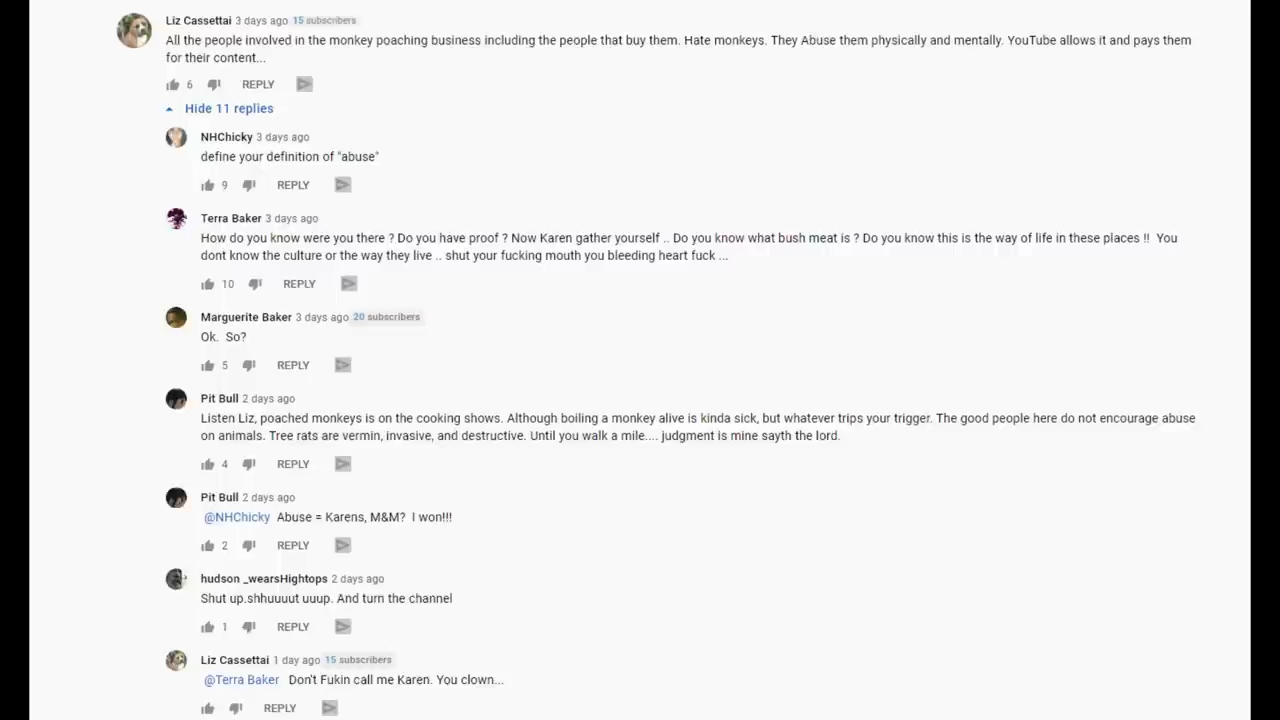 Liz Cassettai 3 days ago 15 subscribers
All the people involved in the monkey poaching business including the people that buy them. Hate monkeys. They Abuse them physically and mentally. YouTube allows it and pays them
for their content...
6 REPLY
Hide 11 replies
NHChicky 3 days ago
define your definition of "abuse"
9 REPLY
Terra Baker 3 days ago
How do you know were you there ? Do you have proof ? Now Karen gather yourself .. Do you know what bush meat is ? Do you know this is the way of life in these places !! You
dont know the culture or the way they live .. shut your fucking mouth you bleeding heart fuck ...
10 REPLY
Marguerite Baker 3 days ago 20 subscribers
Ok. So?
5 REPLY
Pit Bull 2 days ago
Listen Liz, poached monkeys is on the cooking shows. Although boiling a monkey alive is kinda sick, but whatever trips your trigger. The good people here do not encourage abuse
on animals. Tree rats are vermin, invasive, and destructive. Until you walk a mile.... judgment is mine sayth the lord.
4 REPLY
Pit Bull 2 days ago
@NHChicky Abuse = Karens, M&M? I won!!!
2 REPLY
hudson _wearsHightops 2 days ago
Shut up.shhuuuut uuup. And turn the channel
1 REPLY
Liz Cassettai 1 day ago 15 subscribers
@Terra Baker Don't Fukin call me Karen. You clown...
REPLY